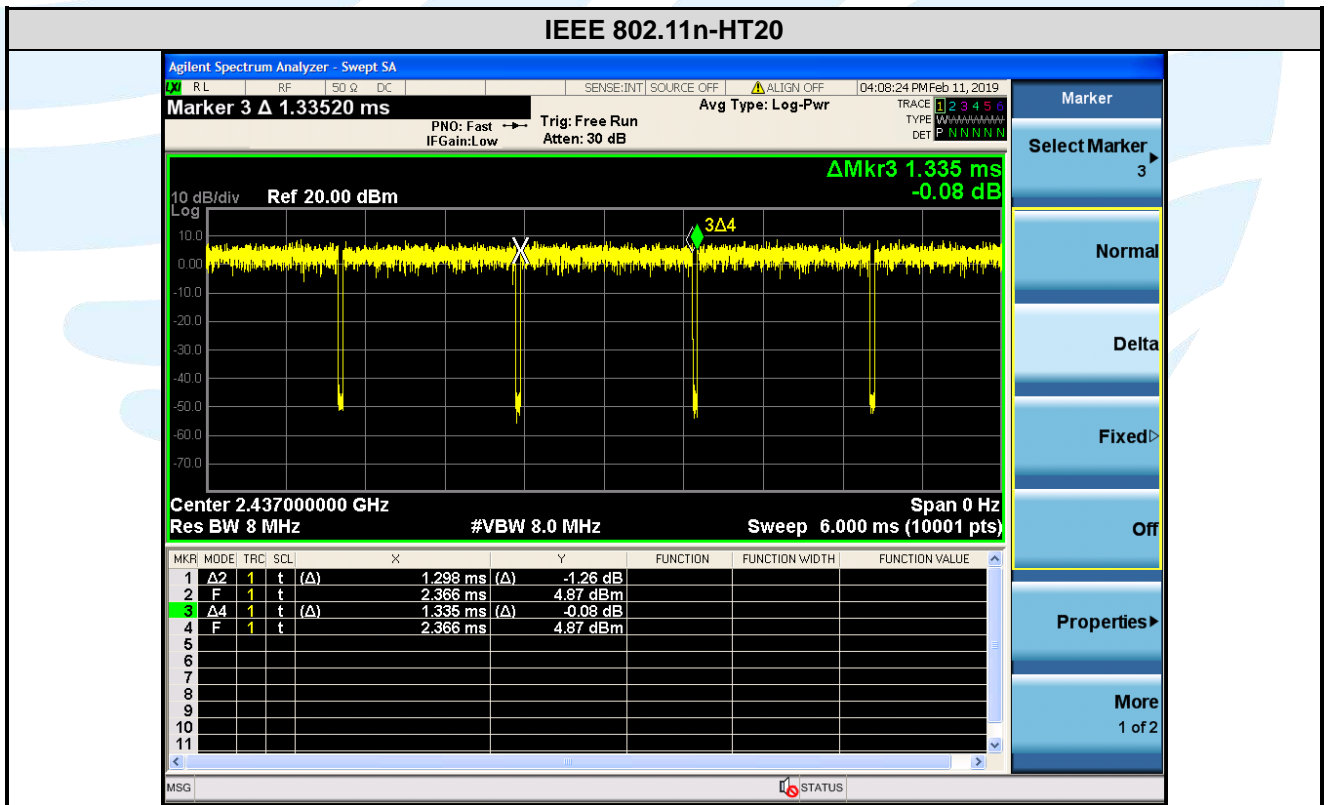 IEEE 802.11n-HT20
Agilent Spectrum Analyzer - Swept SA
LXI RL RF 50 Ω DC SENSE:INT SOURCE OFF ALIGN OFF 04:08:24 PM Feb 11, 2019
Marker 3 Δ 1.33520 ms Avg Type: Log-Pwr TRACE 1 2 3 4 5 6
PNO: Fast Trig: Free Run TYPE
IFGain:Low Atten: 30 dB DET P N N N N N
Marker
Select Marker
3
Normal
Delta
Fixed
Off
Properties
More
1 of 2
ΔMkr3 1.335 ms
10 dB/div Ref 20.00 dBm -0.08 dB
Log
10.0
0.00
-10.0
-20.0
-30.0
-40.0
-50.0
-60.0
-70.0
3Δ4
Center 2.437000000 GHz Span 0 Hz
Res BW 8 MHz #VBW 8.0 MHz Sweep 6.000 ms (10001 pts)
MKR MODE TRC SCL X Y FUNCTION FUNCTION WIDTH FUNCTION VALUE
1 Δ2 1 t (Δ) 1.298 ms (Δ) -1.26 dB
2 F 1 t 2.366 ms 4.87 dBm
3 Δ4 1 t (Δ) 1.335 ms (Δ) -0.08 dB
4 F 1 t 2.366 ms 4.87 dBm
5
6
7
8
9
10
11
MSG STATUS